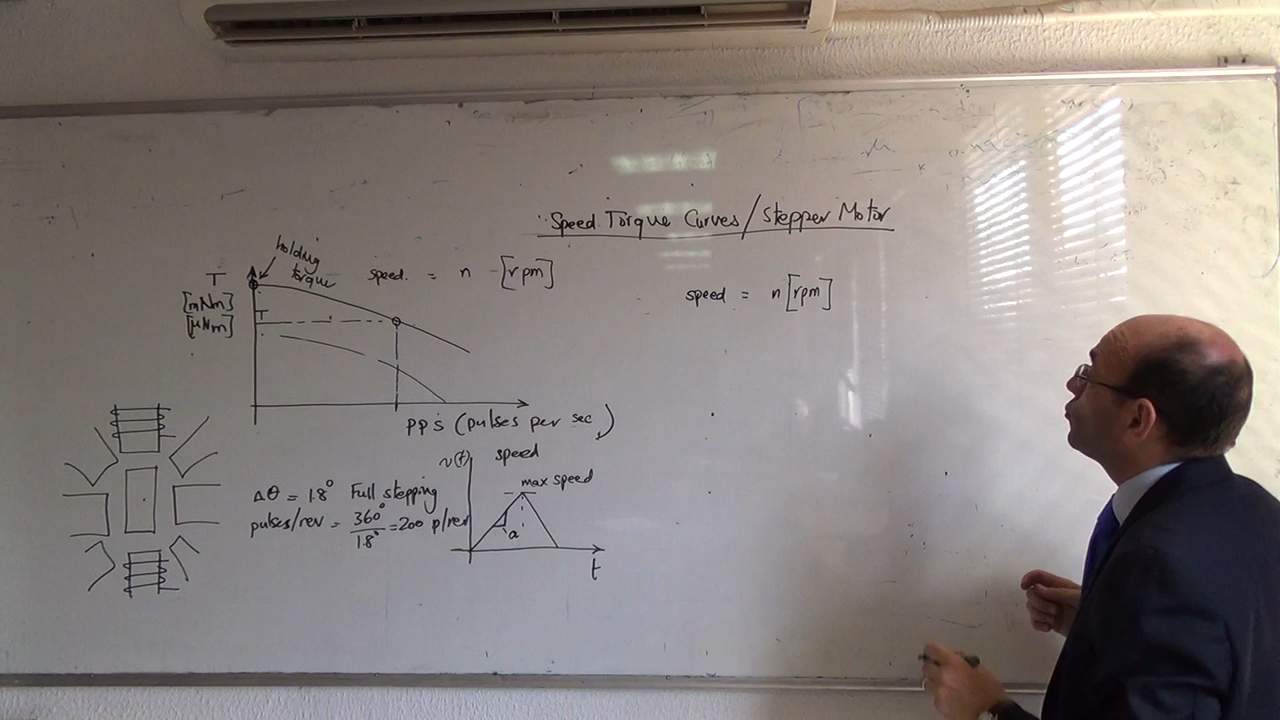 Speed Torque Curves / Stepper Motor
holding
torque
T
[mNm]
[μNm]
T
speed = n [rpm]
speed = n [rpm]
pps (pulses per sec)
speed
v(t)
max speed
a
t
Δθ = 1.8° Full stepping
pulses/rev = 360°/1.8° = 200 p/rev